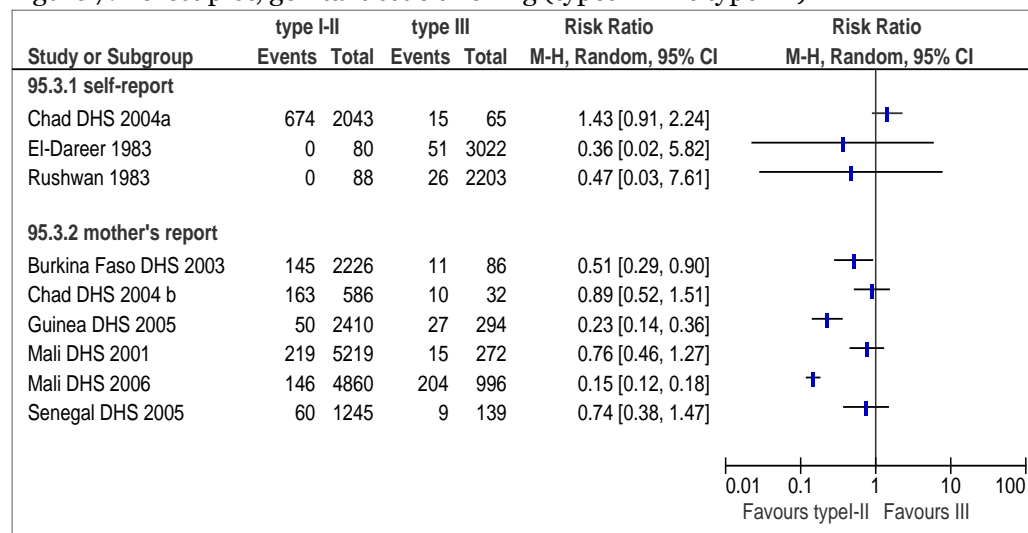 type I-II type III Risk Ratio Risk Ratio
Study or Subgroup Events Total Events Total M-H, Random, 95% CI M-H, Random, 95% CI
95.3.1 self-report
Chad DHS 2004a 674 2043 15 65 1.43 [0.91, 2.24]
El-Dareer 1983 0 80 51 3022 0.36 [0.02, 5.82]
Rushwan 1983 0 88 26 2203 0.47 [0.03, 7.61]
95.3.2 mother's report
Burkina Faso DHS 2003 145 2226 11 86 0.51 [0.29, 0.90]
Chad DHS 2004 b 163 586 10 32 0.89 [0.52, 1.51]
Guinea DHS 2005 50 2410 27 294 0.23 [0.14, 0.36]
Mali DHS 2001 219 5219 15 272 0.76 [0.46, 1.27]
Mali DHS 2006 146 4860 204 996 0.15 [0.12, 0.18]
Senegal DHS 2005 60 1245 9 139 0.74 [0.38, 1.47]
0.01 0.1 1 10 100
Favours typeI-II Favours III